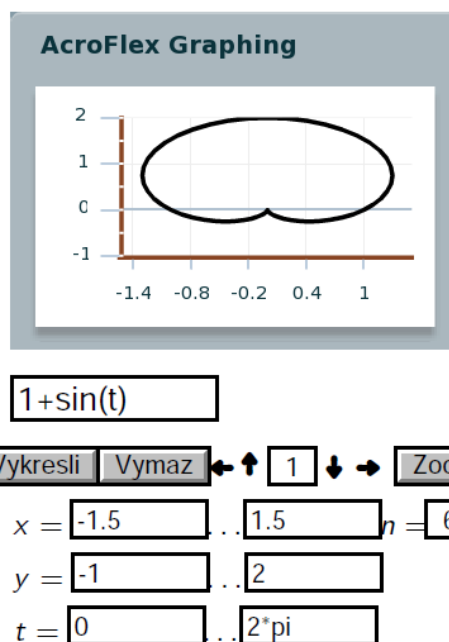 AcroFlex Graphing
2
1
0
-1
-1.4 -0.8 -0.2 0.4 1
1+sin(t)
Vykresli Vymaz 1
x = -1.5 ... 1.5 n =
y = -1 ... 2
t = 0 ... 2*pi